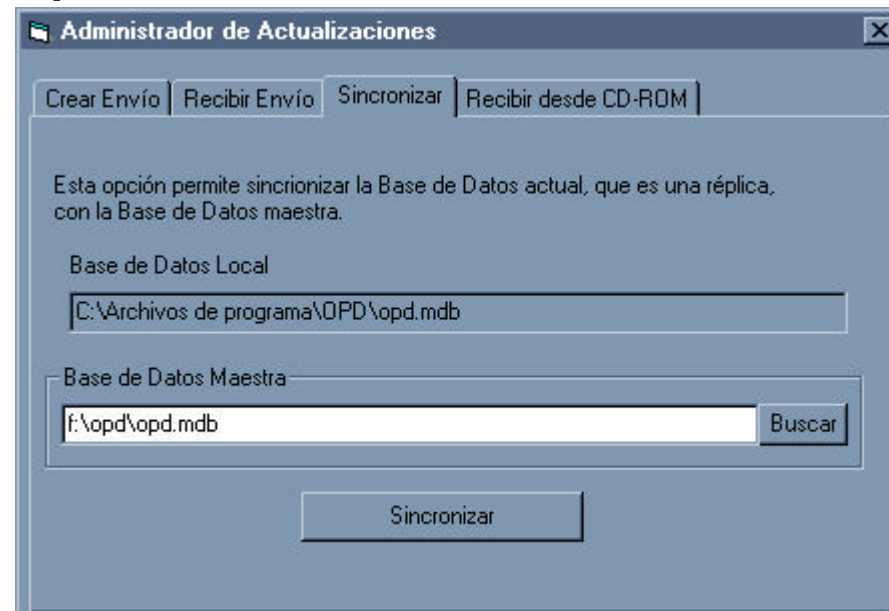 Administrador de Actualizaciones
Crear Envío Recibir Envío Sincronizar Recibir desde CD-ROM
Esta opción permite sincrionizar la Base de Datos actual, que es una réplica,
con la Base de Datos maestra.
Base de Datos Local
C:\Archivos de programa\OPD\opd.mdb
Base de Datos Maestra
f:\opd\opd.mdb Buscar
Sincronizar